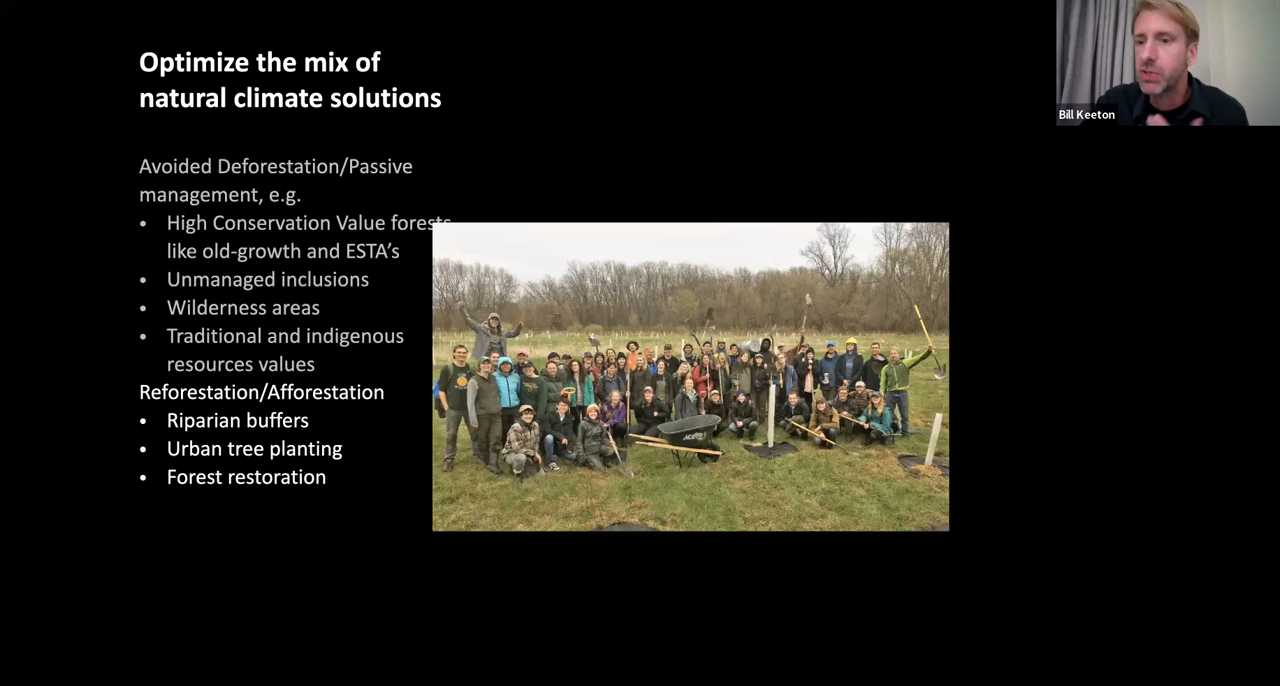 Optimize the mix of
natural climate solutions
Avoided Deforestation/Passive
management, e.g.
• High Conservation Value forests
like old-growth and ESTA’s
• Unmanaged inclusions
• Wilderness areas
• Traditional and indigenous
resources values
Reforestation/Afforestation
• Riparian buffers
• Urban tree planting
• Forest restoration
Bill Keeton